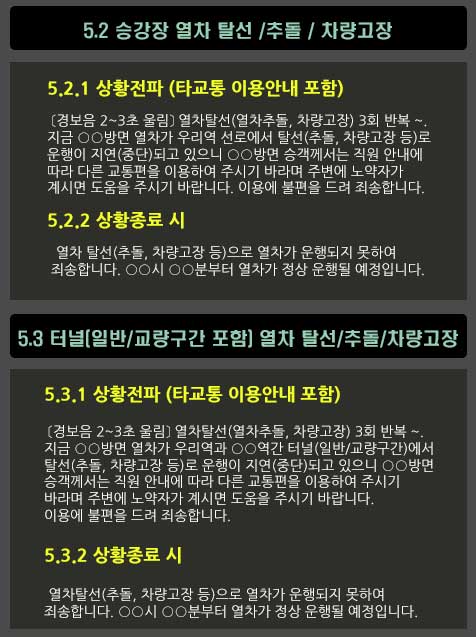 5.2 승강장 열차 탈선 /추돌 / 차량고장
5.2.1 상황전파 (타교통 이용안내 포함)
〔경보음 2~3초 울림〕 열차탈선(열차추돌, 차량고장) 3회 반복 ~.
지금 ○○방면 열차가 우리역 선로에서 탈선(추돌, 차량고장 등)로
운행이 지연(중단)되고 있으니 ○○방면 승객께서는 직원 안내에
따라 다른 교통편을 이용하여 주시기 바라며 주변에 노약자가
계시면 도움을 주시기 바랍니다. 이용에 불편을 드려 죄송합니다.
5.2.2 상황종료 시
열차 탈선(추돌, 차량고장 등)으로 열차가 운행되지 못하여
죄송합니다. ○○시 ○○분부터 열차가 정상 운행될 예정입니다.
5.3 터널[일반/교량구간 포함] 열차 탈선/추돌/차량고장
5.3.1 상황전파 (타교통 이용안내 포함)
〔경보음 2~3초 울림〕 열차탈선(열차추돌, 차량고장) 3회 반복 ~.
지금 ○○방면 열차가 우리역과 ○○역간 터널(일반/교량구간)에서
탈선(추돌, 차량고장 등)로 운행이 지연(중단)되고 있으니 ○○방면
승객께서는 직원 안내에 따라 다른 교통편을 이용하여 주시기
바라며 주변에 노약자가 계시면 도움을 주시기 바랍니다.
이용에 불편을 드려 죄송합니다.
5.3.2 상황종료 시
열차탈선(추돌, 차량고장 등)으로 열차가 운행되지 못하여
죄송합니다. ○○시 ○○분부터 열차가 정상 운행될 예정입니다.